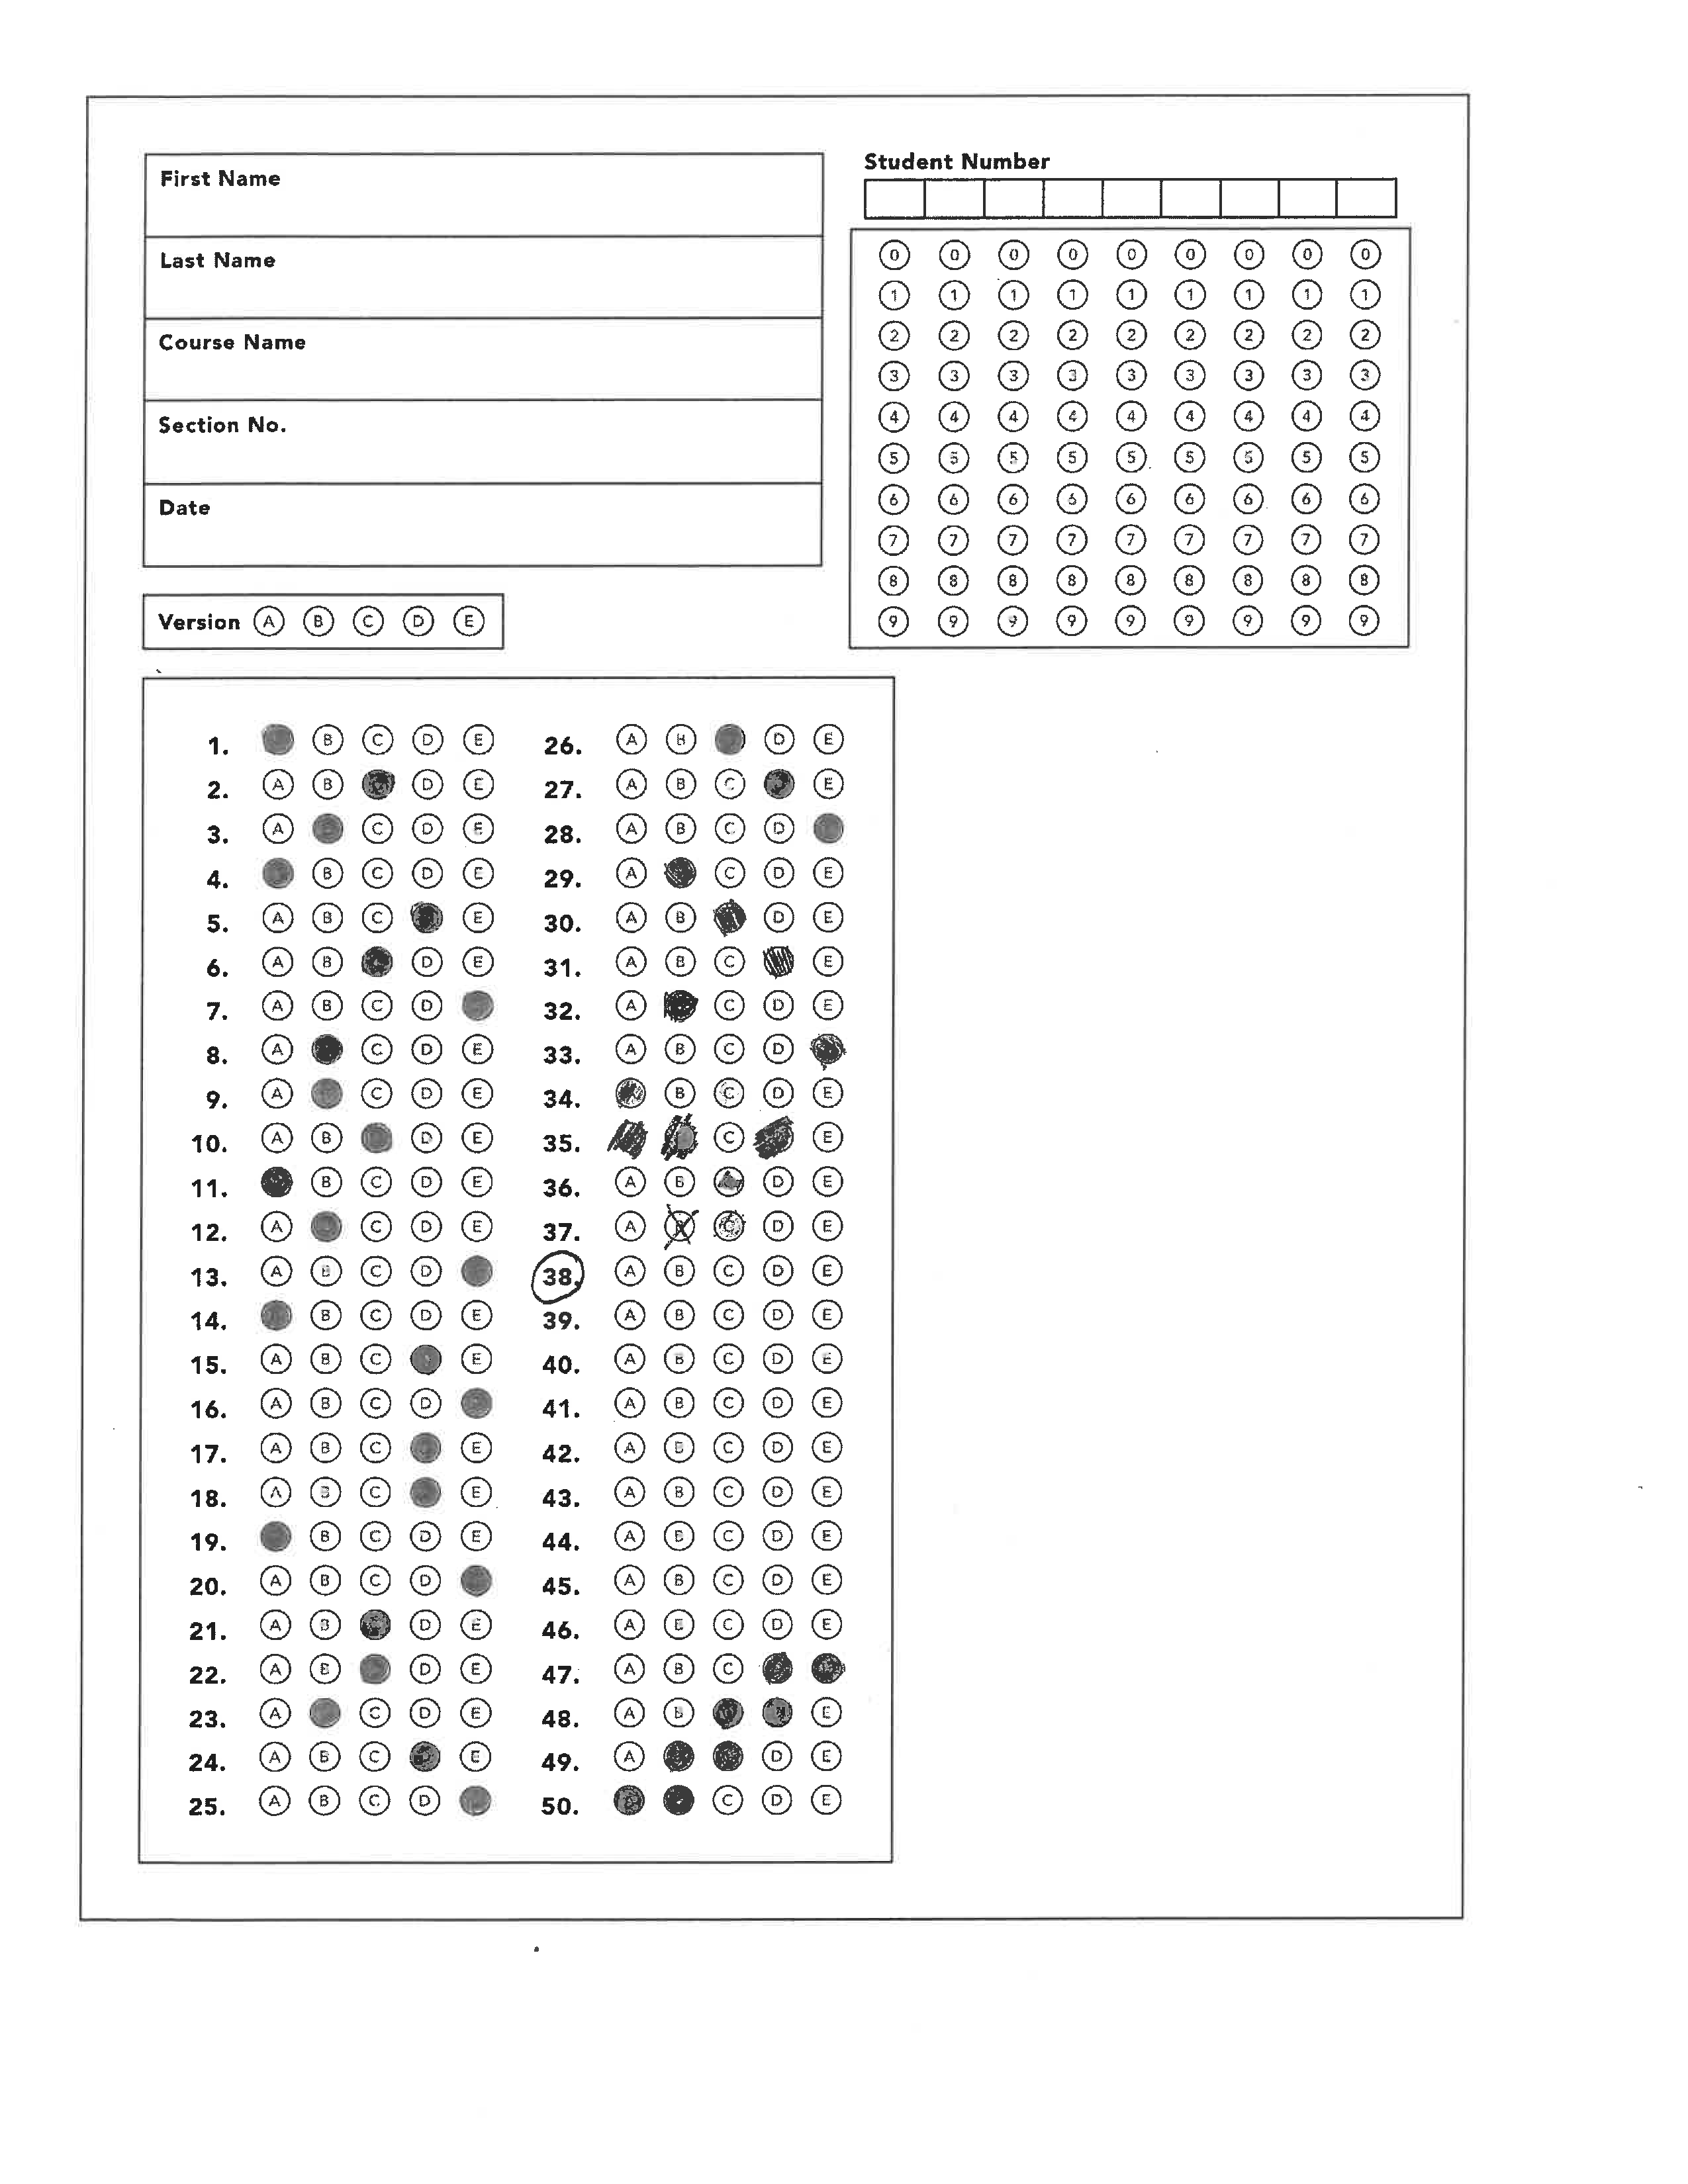 First Name
Last Name
Course Name
Section No.
Date
Version A B C D E
Student Number
0 0 0 0 0 0 0 0 0
1 1 1 1 1 1 1 1 1
2 2 2 2 2 2 2 2 2
3 3 3 3 3 3 3 3 3
4 4 4 4 4 4 4 4 4
5 5 5 5 5 5 5 5 5
6 6 6 6 6 6 6 6 6
7 7 7 7 7 7 7 7 7
8 8 8 8 8 8 8 8 8
9 9 9 9 9 9 9 9 9
1. B C D E
2. A B D E
3. A C D E
4. B C D E
5. A B C E
6. A B D E
7. A B C D
8. A C D E
9. A C D E
10. A B D E
11. B C D E
12. A C D E
13. A B C D
14. B C D E
15. A B C E
16. A B C D
17. A B C E
18. A B C E
19. B C D E
20. A B C D
21. A B D E
22. A B D E
23. A C D E
24. A B C E
25. A B C D
26. A B D E
27. A B C E
28. A B C D
29. A C D E
30. A B D E
31. A B C E
32. A C D E
33. A B C D
34. B C D E
35. C E
36. A B D E
37. A C D E
38. A B C D E
39. A B C D E
40. A B C D E
41. A B C D E
42. A B C D E
43. A B C D E
44. A B C D E
45. A B C D E
46. A B C D E
47. A B C
48. A B E
49. A D E
50. C D E